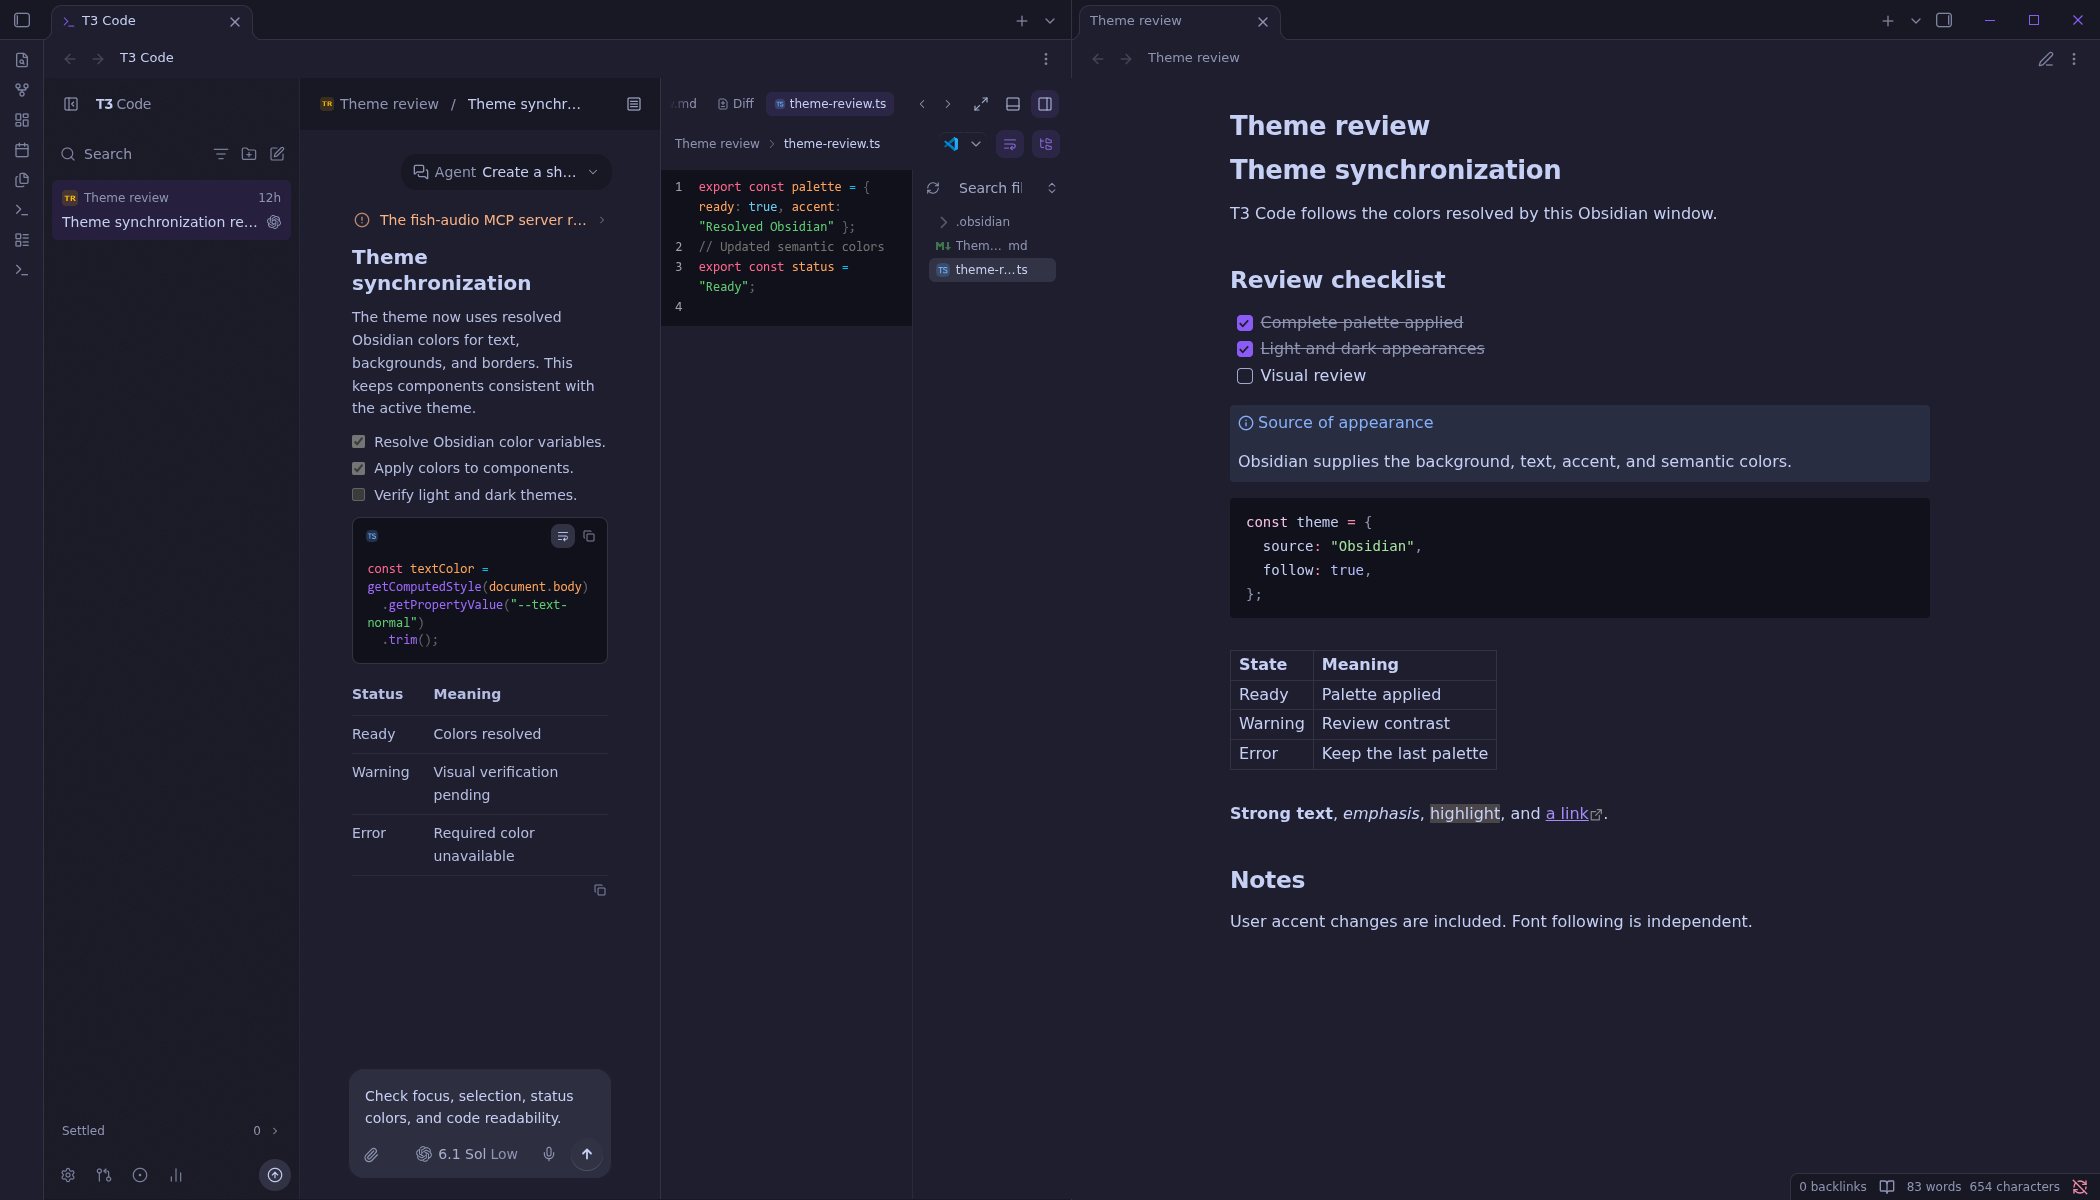 T3 Code
T3 Code
T3 Code
Search
TR Theme review 12h
Theme synchronization re...
Settled 0
TR Theme review / Theme synchr...
Agent Create a sh...
The fish-audio MCP server r...
Theme
synchronization
The theme now uses resolved
Obsidian colors for text,
backgrounds, and borders. This
keeps components consistent with
the active theme.
Resolve Obsidian color variables.
Apply colors to components.
Verify light and dark themes.
TS
const textColor =
getComputedStyle(document.body)
.getPropertyValue("--text-
normal")
.trim();
Status Meaning
Ready Colors resolved
Warning Visual verification
pending
Error Required color
unavailable
Check focus, selection, status
colors, and code readability.
6.1 Sol Low
.md Diff TS theme-review.ts
Theme review > theme-review.ts
1 export const palette = {
ready: true, accent:
"Resolved Obsidian" };
2 // Updated semantic colors
3 export const status =
"Ready";
4
Search fil
.obsidian
M↓ Them... md
TS theme-r...ts
Theme review
Theme review
Theme review
Theme synchronization
T3 Code follows the colors resolved by this Obsidian window.
Review checklist
Complete palette applied
Light and dark appearances
Visual review
Source of appearance
Obsidian supplies the background, text, accent, and semantic colors.
const theme = {
source: "Obsidian",
follow: true,
};
State Meaning
Ready Palette applied
Warning Review contrast
Error Keep the last palette
Strong text, emphasis, highlight, and a link.
Notes
User accent changes are included. Font following is independent.
0 backlinks 83 words 654 characters